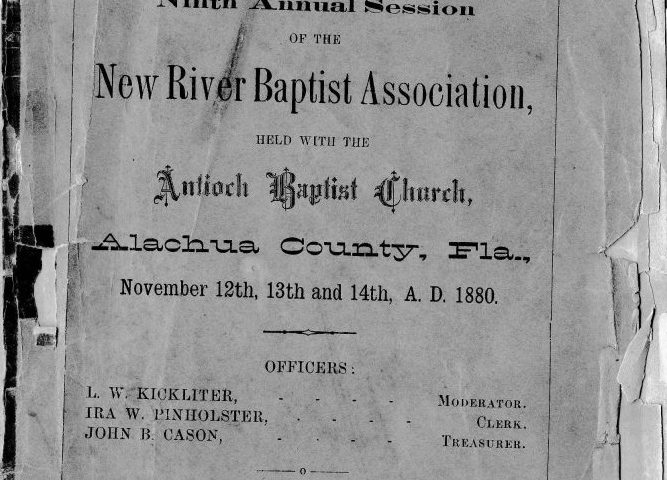 Ninth Annual Session
OF THE
New River Baptist Association,
HELD WITH THE
Antioch Baptist Church,
Alachua County, Fla.,
November 12th, 13th and 14th, A. D. 1880.
OFFICERS:
L. W. KICKLITER, - - - - MODERATOR.
IRA W. PINHOLSTER, - - - - CLERK.
JOHN B. CASON, - - - - TREASURER.
o